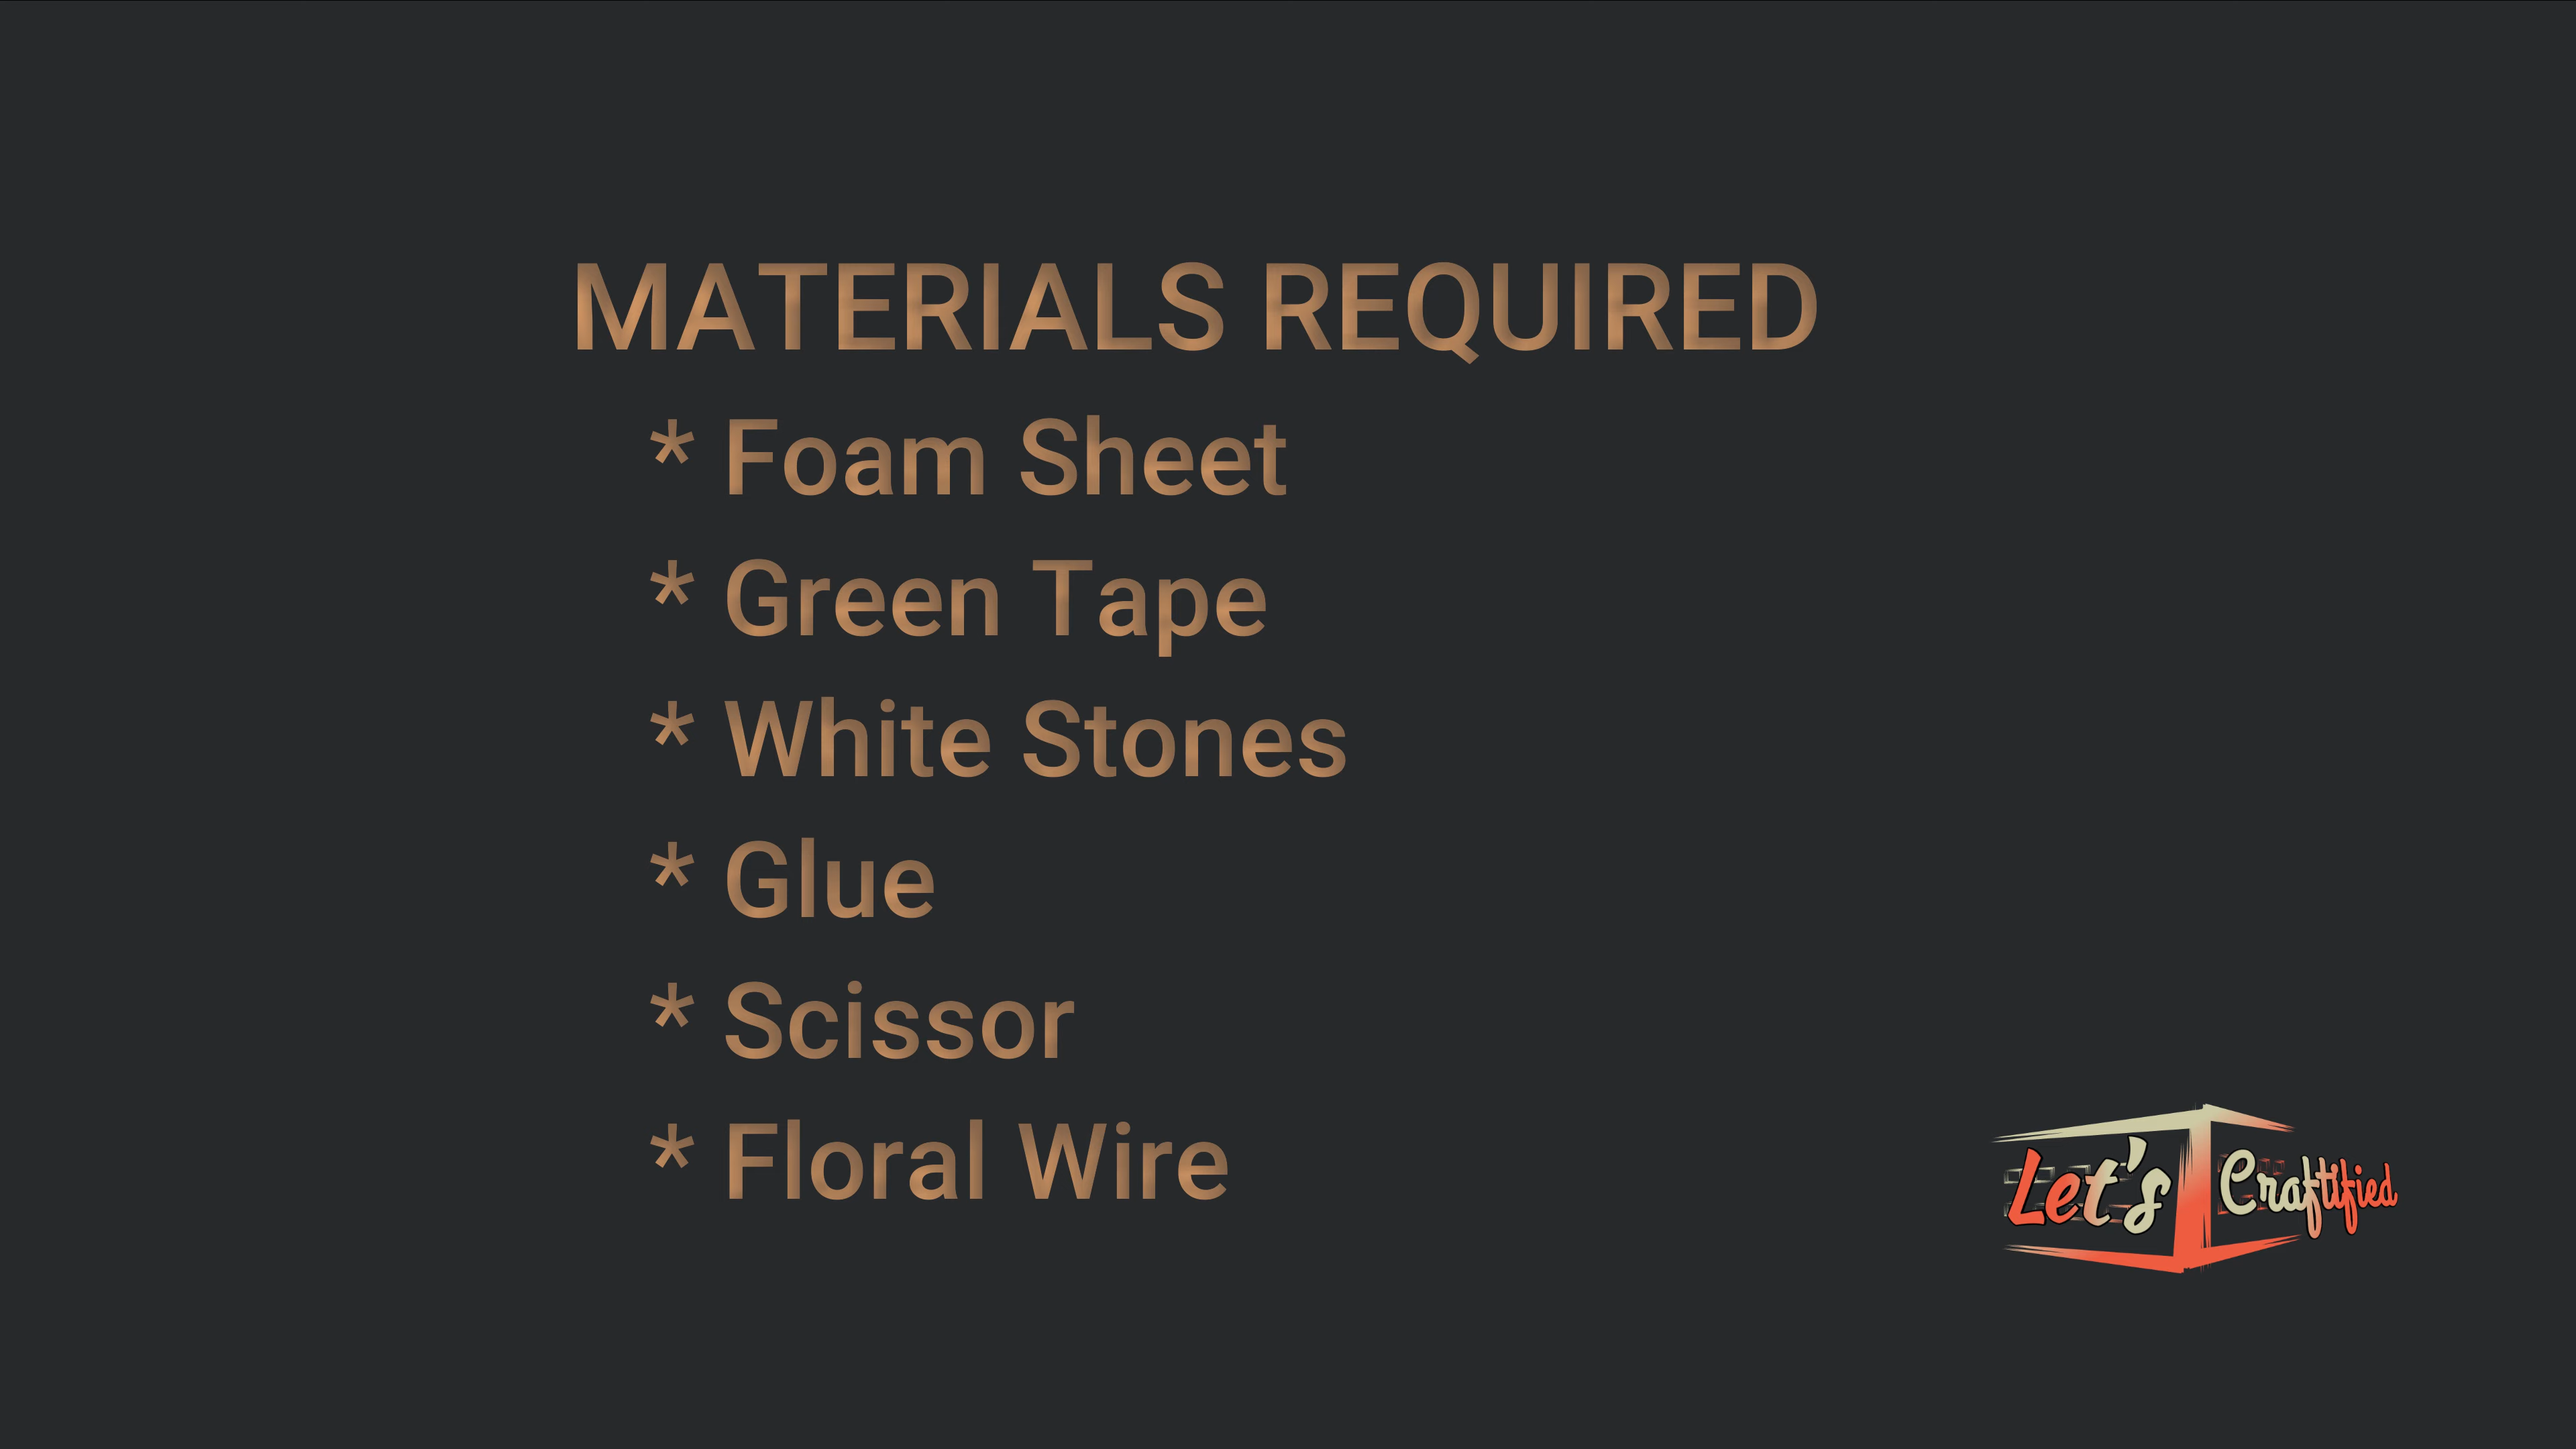 MATERIALS REQUIRED
* Foam Sheet
* Green Tape
* White Stones
* Glue
* Scissor
* Floral Wire
Let's Craftified